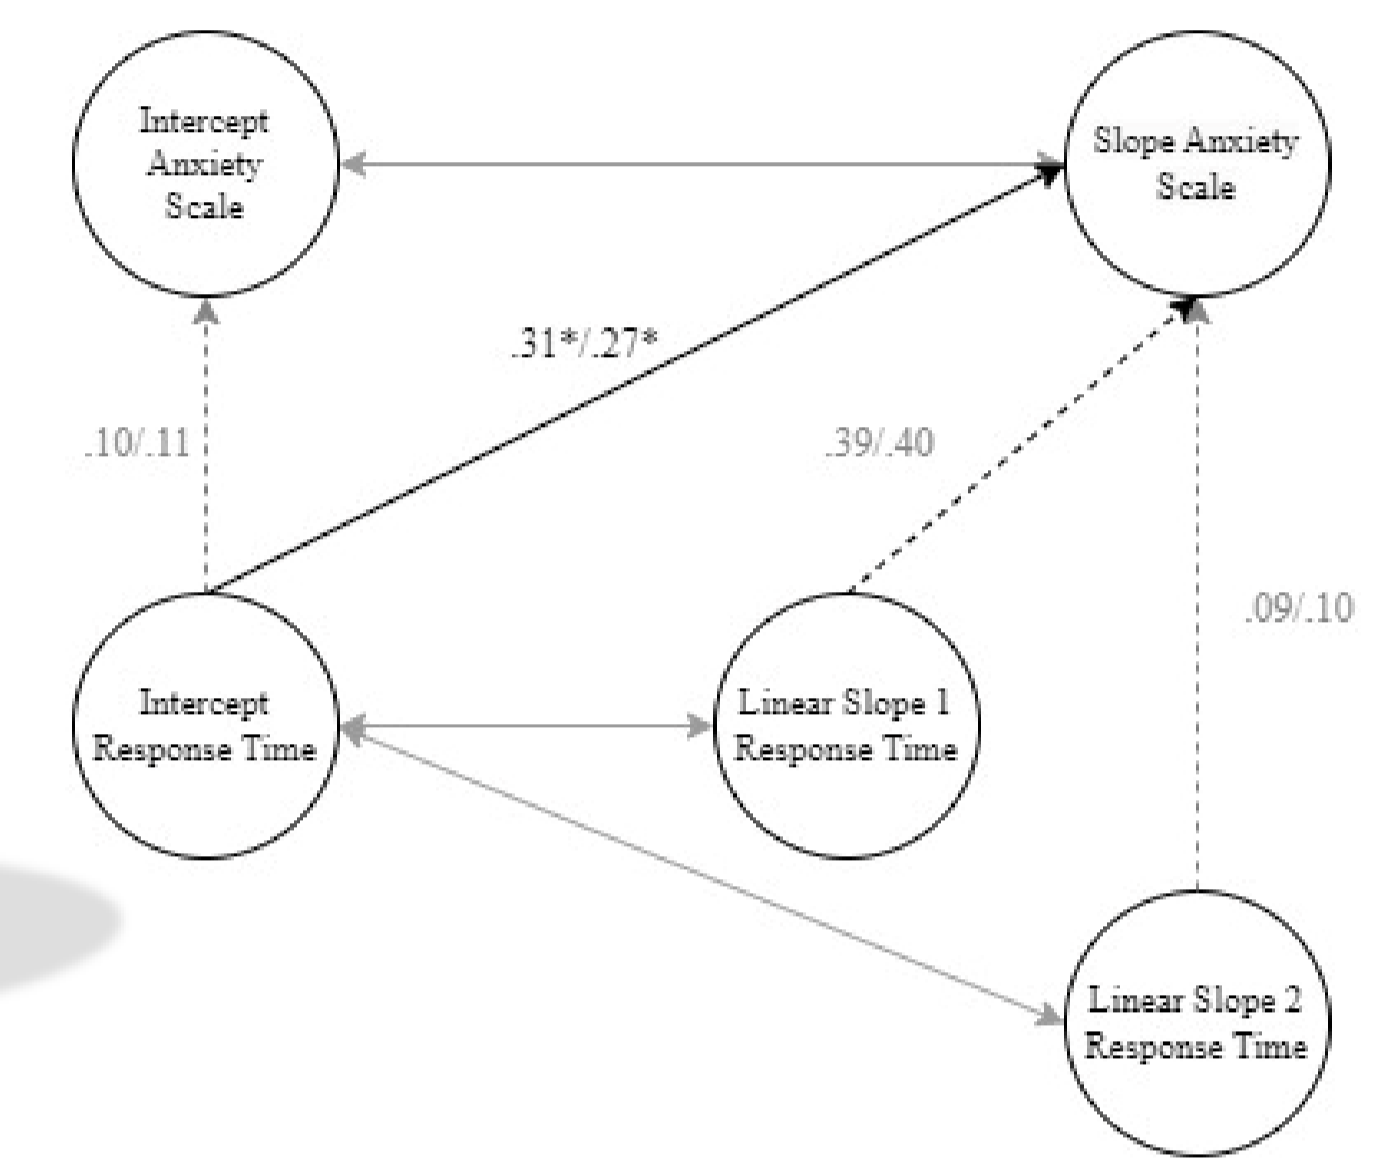 Intercept
Anxiety
Scale
Slope Anxiety
Scale
.31*/.27*
.10/.11
.39/.40
.09/.10
Intercept
Response Time
Linear Slope 1
Response Time
Linear Slope 2
Response Time